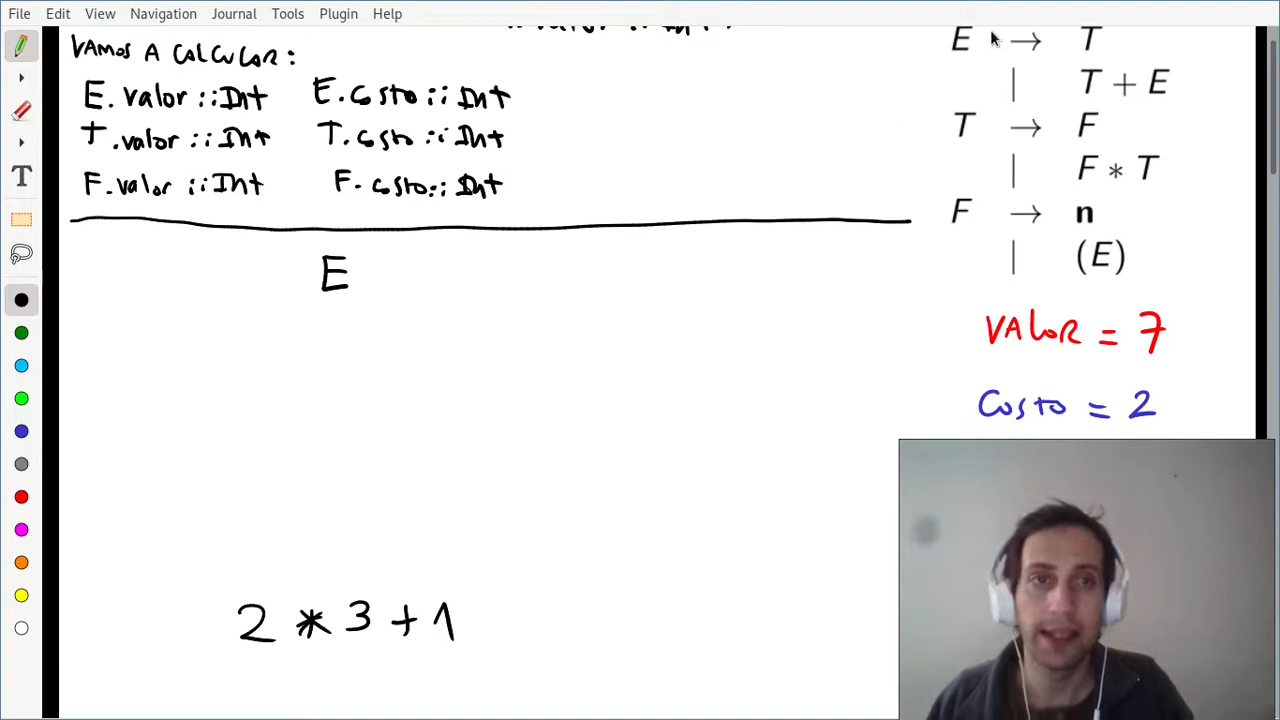 File Edit View Navigation Journal Tools Plugin Help
VAMOS A CALCULAR:
E.valor :: Int E.costo :: Int
T.valor :: Int T.costo :: Int
F.valor :: Int F.costo :: Int
E → T
| T + E
T → F
| F * T
F → n
| (E)
E
VALOR = 7
Costo = 2
2 * 3 + 1
T